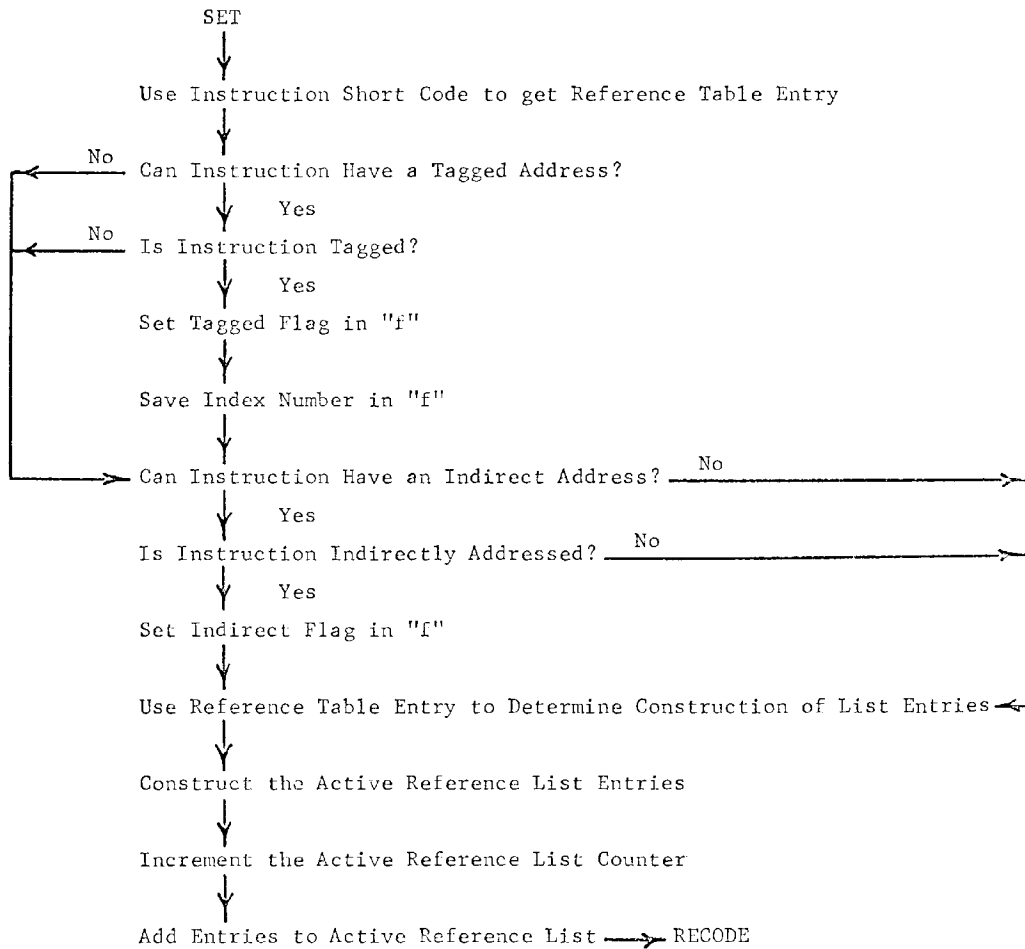 SET
Use Instruction Short Code to get Reference Table Entry
No
Can Instruction Have a Tagged Address?
Yes
No
Is Instruction Tagged?
Yes
Set Tagged Flag in "f"
Save Index Number in "f"
Can Instruction Have an Indirect Address?
No
Yes
Is Instruction Indirectly Addressed?
No
Yes
Set Indirect Flag in "f"
Use Reference Table Entry to Determine Construction of List Entries
Construct the Active Reference List Entries
Increment the Active Reference List Counter
Add Entries to Active Reference List
RECODE